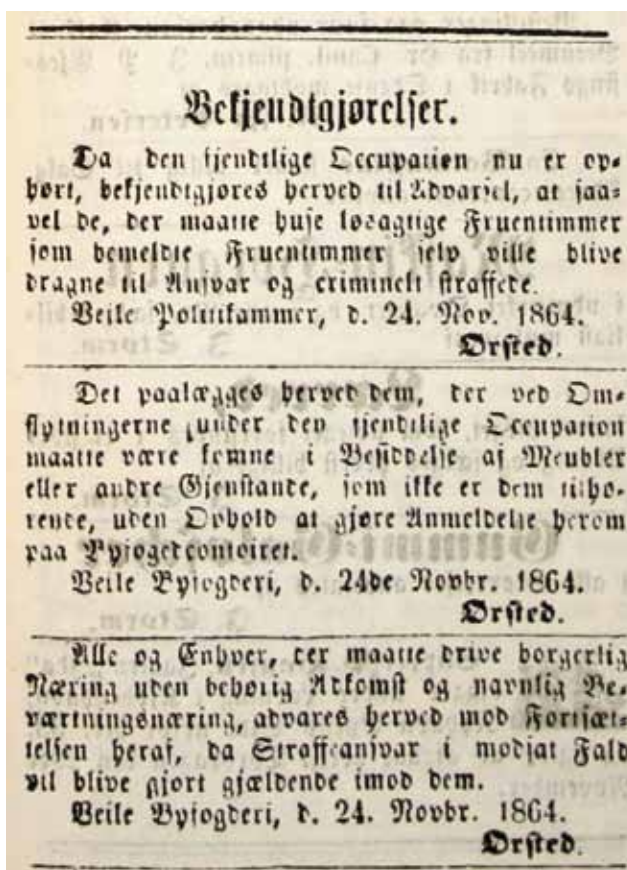 Bekjendtgjørelser.
Da den fjendtlige Occupation nu er op-
hørt, bekjendtgjøres herved til Advarsel, at saa-
vel de, der maatte huse løsagtige Fruentimmer
som bemeldte Fruentimmer selv ville blive
dragne til Ansvar og criminelt straffede.
Veile Politikammer, d. 24. Nov. 1864.
Ørsted.
Det paalægges herved dem, der ved Om-
flytningerne under den fjendtlige Occupation
maatte være komne i Besiddelse af Meubler
eller andre Gjenstande, som ikke er dem tilhø-
rende, uden Ophold at gjøre Anmeldelse herom
paa Byfogedcontoiret.
Veile Byfogderi, d. 24de Novbr. 1864.
Ørsted.
Alle og Enhver, der maatte drive borgerlig
Næring uden behørig Adkomst og navnlig Be-
værtningsnæring, advares herved mod Fortsæt-
telsen heraf, da Straffeansvar i modsat Fald
vil blive gjort gjældende imod dem.
Veile Byfogderi, d. 24. Novbr. 1864.
Ørsted.